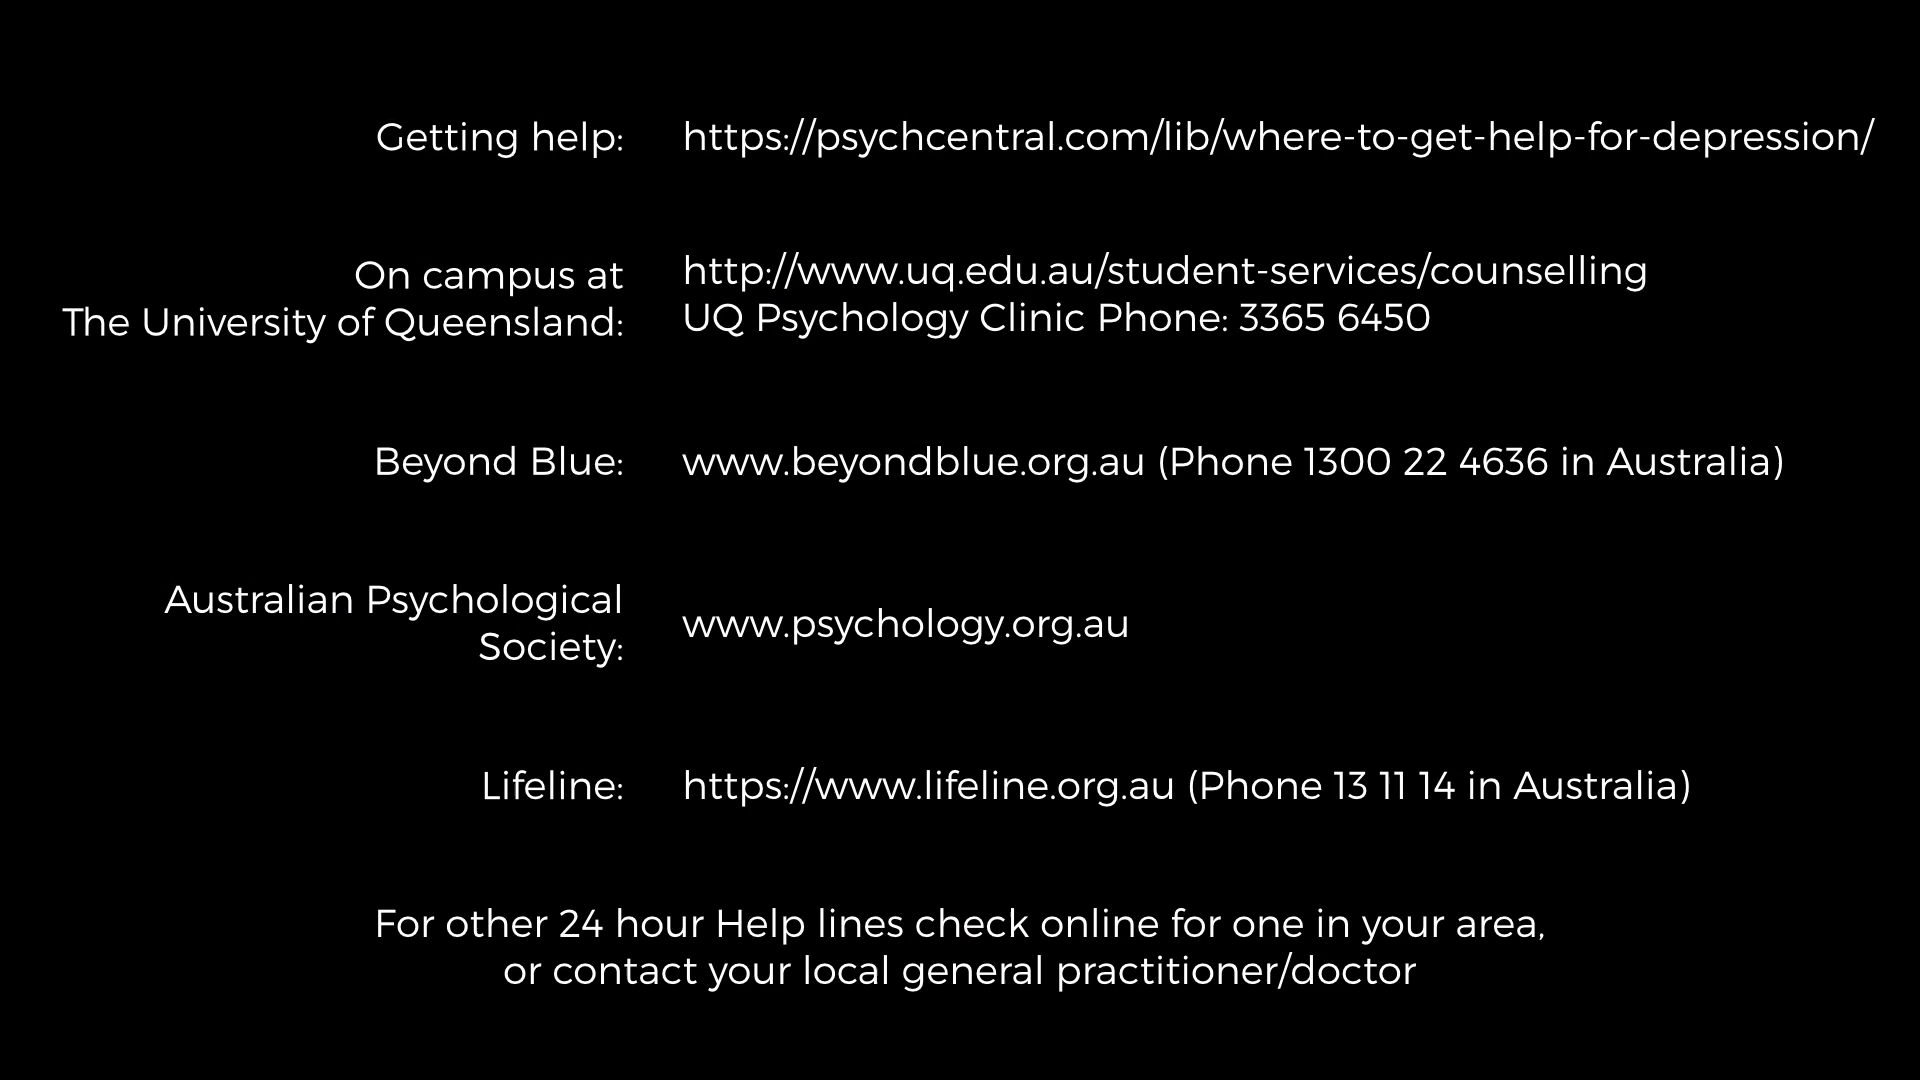 Getting help: https://psychcentral.com/lib/where-to-get-help-for-depression/
On campus at
The University of Queensland:
http://www.uq.edu.au/student-services/counselling
UQ Psychology Clinic Phone: 3365 6450
Beyond Blue: www.beyondblue.org.au (Phone 1300 22 4636 in Australia)
Australian Psychological
Society:
www.psychology.org.au
Lifeline: https://www.lifeline.org.au (Phone 13 11 14 in Australia)
For other 24 hour Help lines check online for one in your area,
or contact your local general practitioner/doctor